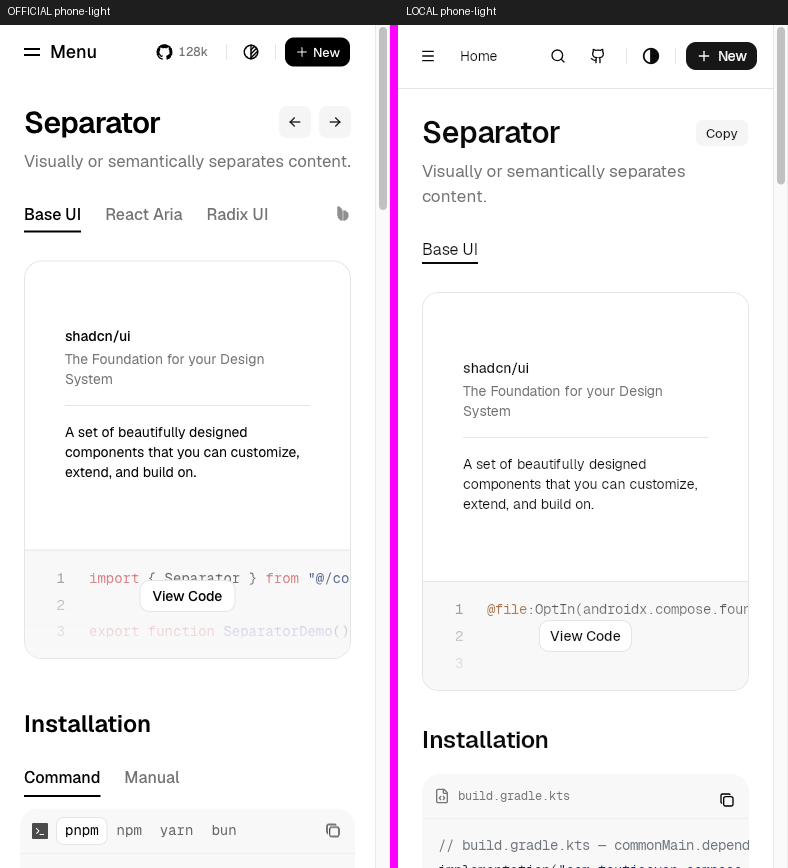 OFFICIAL phone-light
Menu
128k
New
Separator
Visually or semantically separates content.
Base UI
React Aria
Radix UI
shadcn/ui
The Foundation for your Design
System
A set of beautifully designed
components that you can customize,
extend, and build on.
1 import { Separator } from "@/co
View Code
2
3 export function SeparatorDemo()
Installation
Command
Manual
pnpm
npm
yarn
bun
LOCAL phone-light
Home
New
Separator
Copy
Visually or semantically separates
content.
Base UI
shadcn/ui
The Foundation for your Design
System
A set of beautifully designed
components that you can customize,
extend, and build on.
1 @file:OptIn(androidx.compose.four
2
View Code
3
Installation
build.gradle.kts
// build.gradle.kts — commonMain.depend